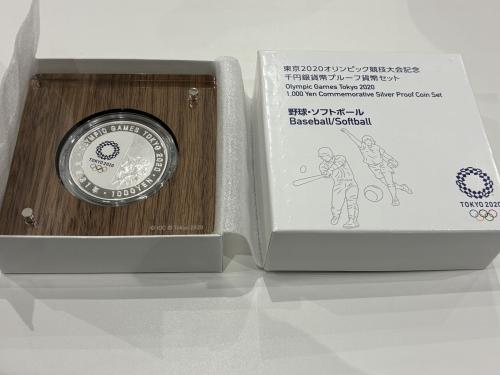 OLYMPIC GAMES TOKYO 2020
TOKYO 2020
1000YEN
© IOC © Tokyo 2020
東京2020オリンピック競技大会記念
千円銀貨幣プルーフ貨幣セット
Olympic Games Tokyo 2020
1,000 Yen Commemorative Silver Proof Coin Set
野球・ソフトボール
Baseball/Softball
TOKYO 2020